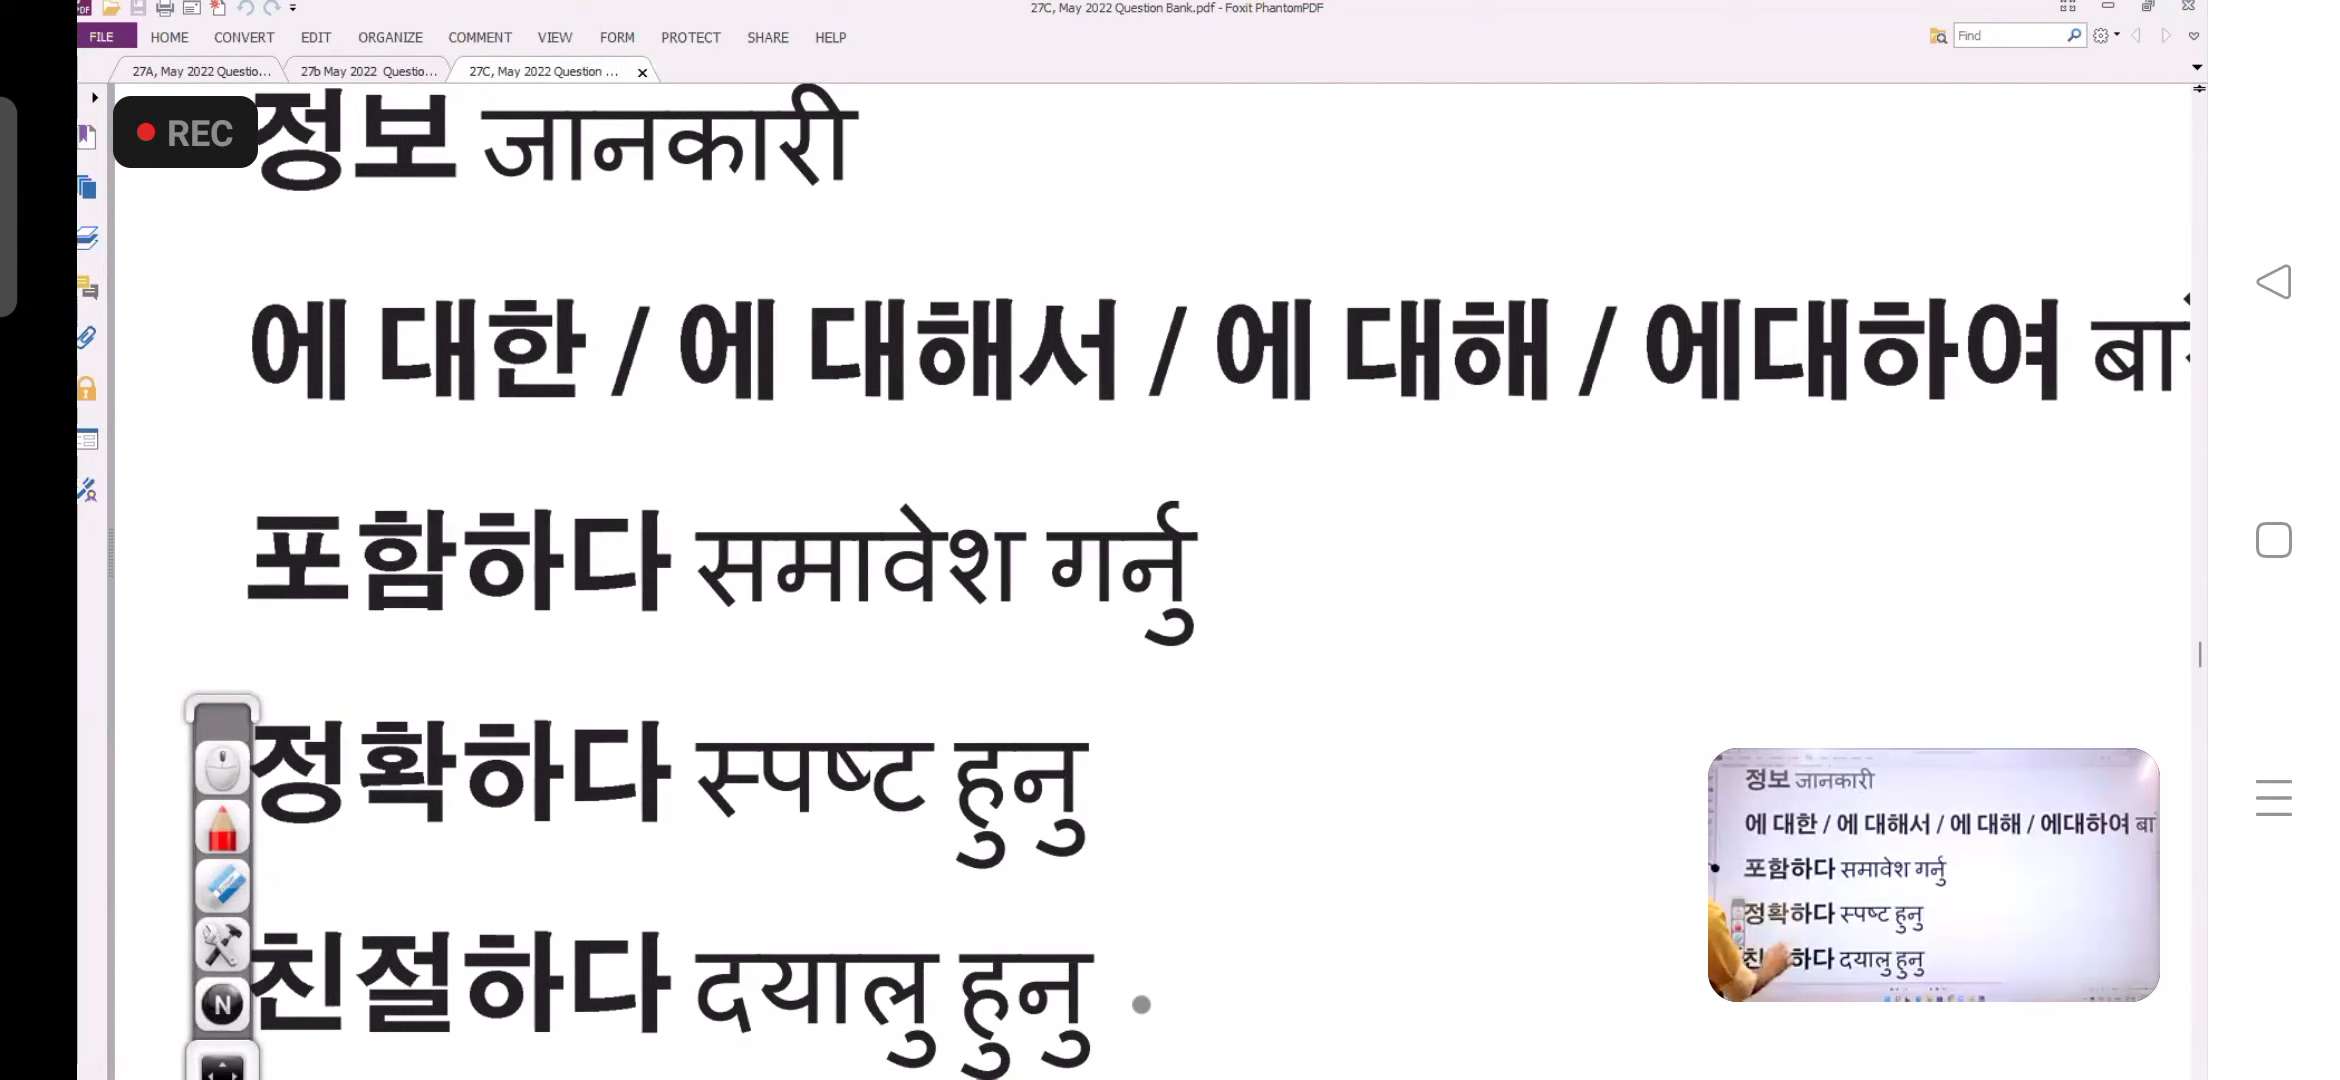 27C, May 2022 Question Bank.pdf - Foxit PhantomPDF
FILE HOME CONVERT EDIT ORGANIZE COMMENT VIEW FORM PROTECT SHARE HELP Find
27A, May 2022 Questio... 27b May 2022 Questio... 27C, May 2022 Question ...
REC
정보 जानकारी
에 대한 / 에 대해서 / 에 대해 / 에대하여
포함하다 समावेश गर्नु
정확하다 स्पष्ट हुनु
친절하다 दयालु हुनु
N
정보 जानकारी
에 대한 / 에 대해서 / 에 대해 / 에대하여
포함하다 समावेश गर्नु
정확하다 स्पष्ट हुनु
하다 दयालु हुनु